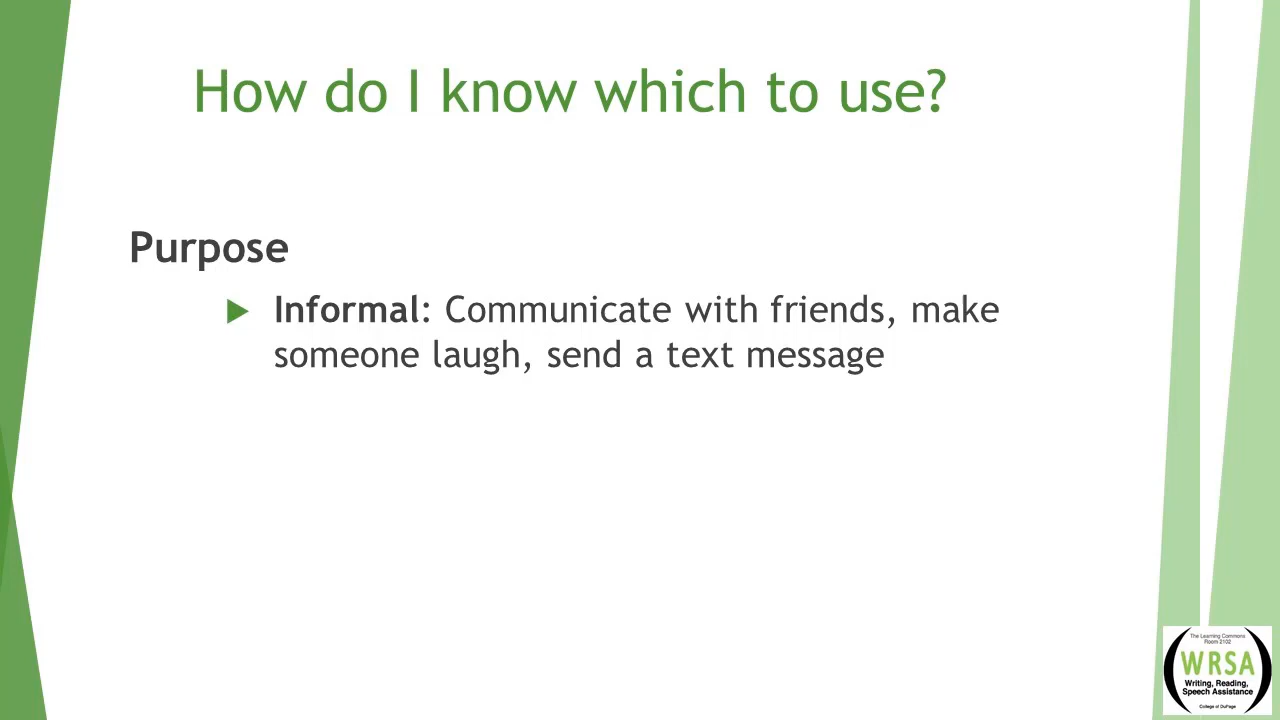 How do I know which to use?
Purpose
Informal: Communicate with friends, make
someone laugh, send a text message
The Learning Commons
Room 2102
WRSA
Writing, Reading,
Speech Assistance
College of DuPage